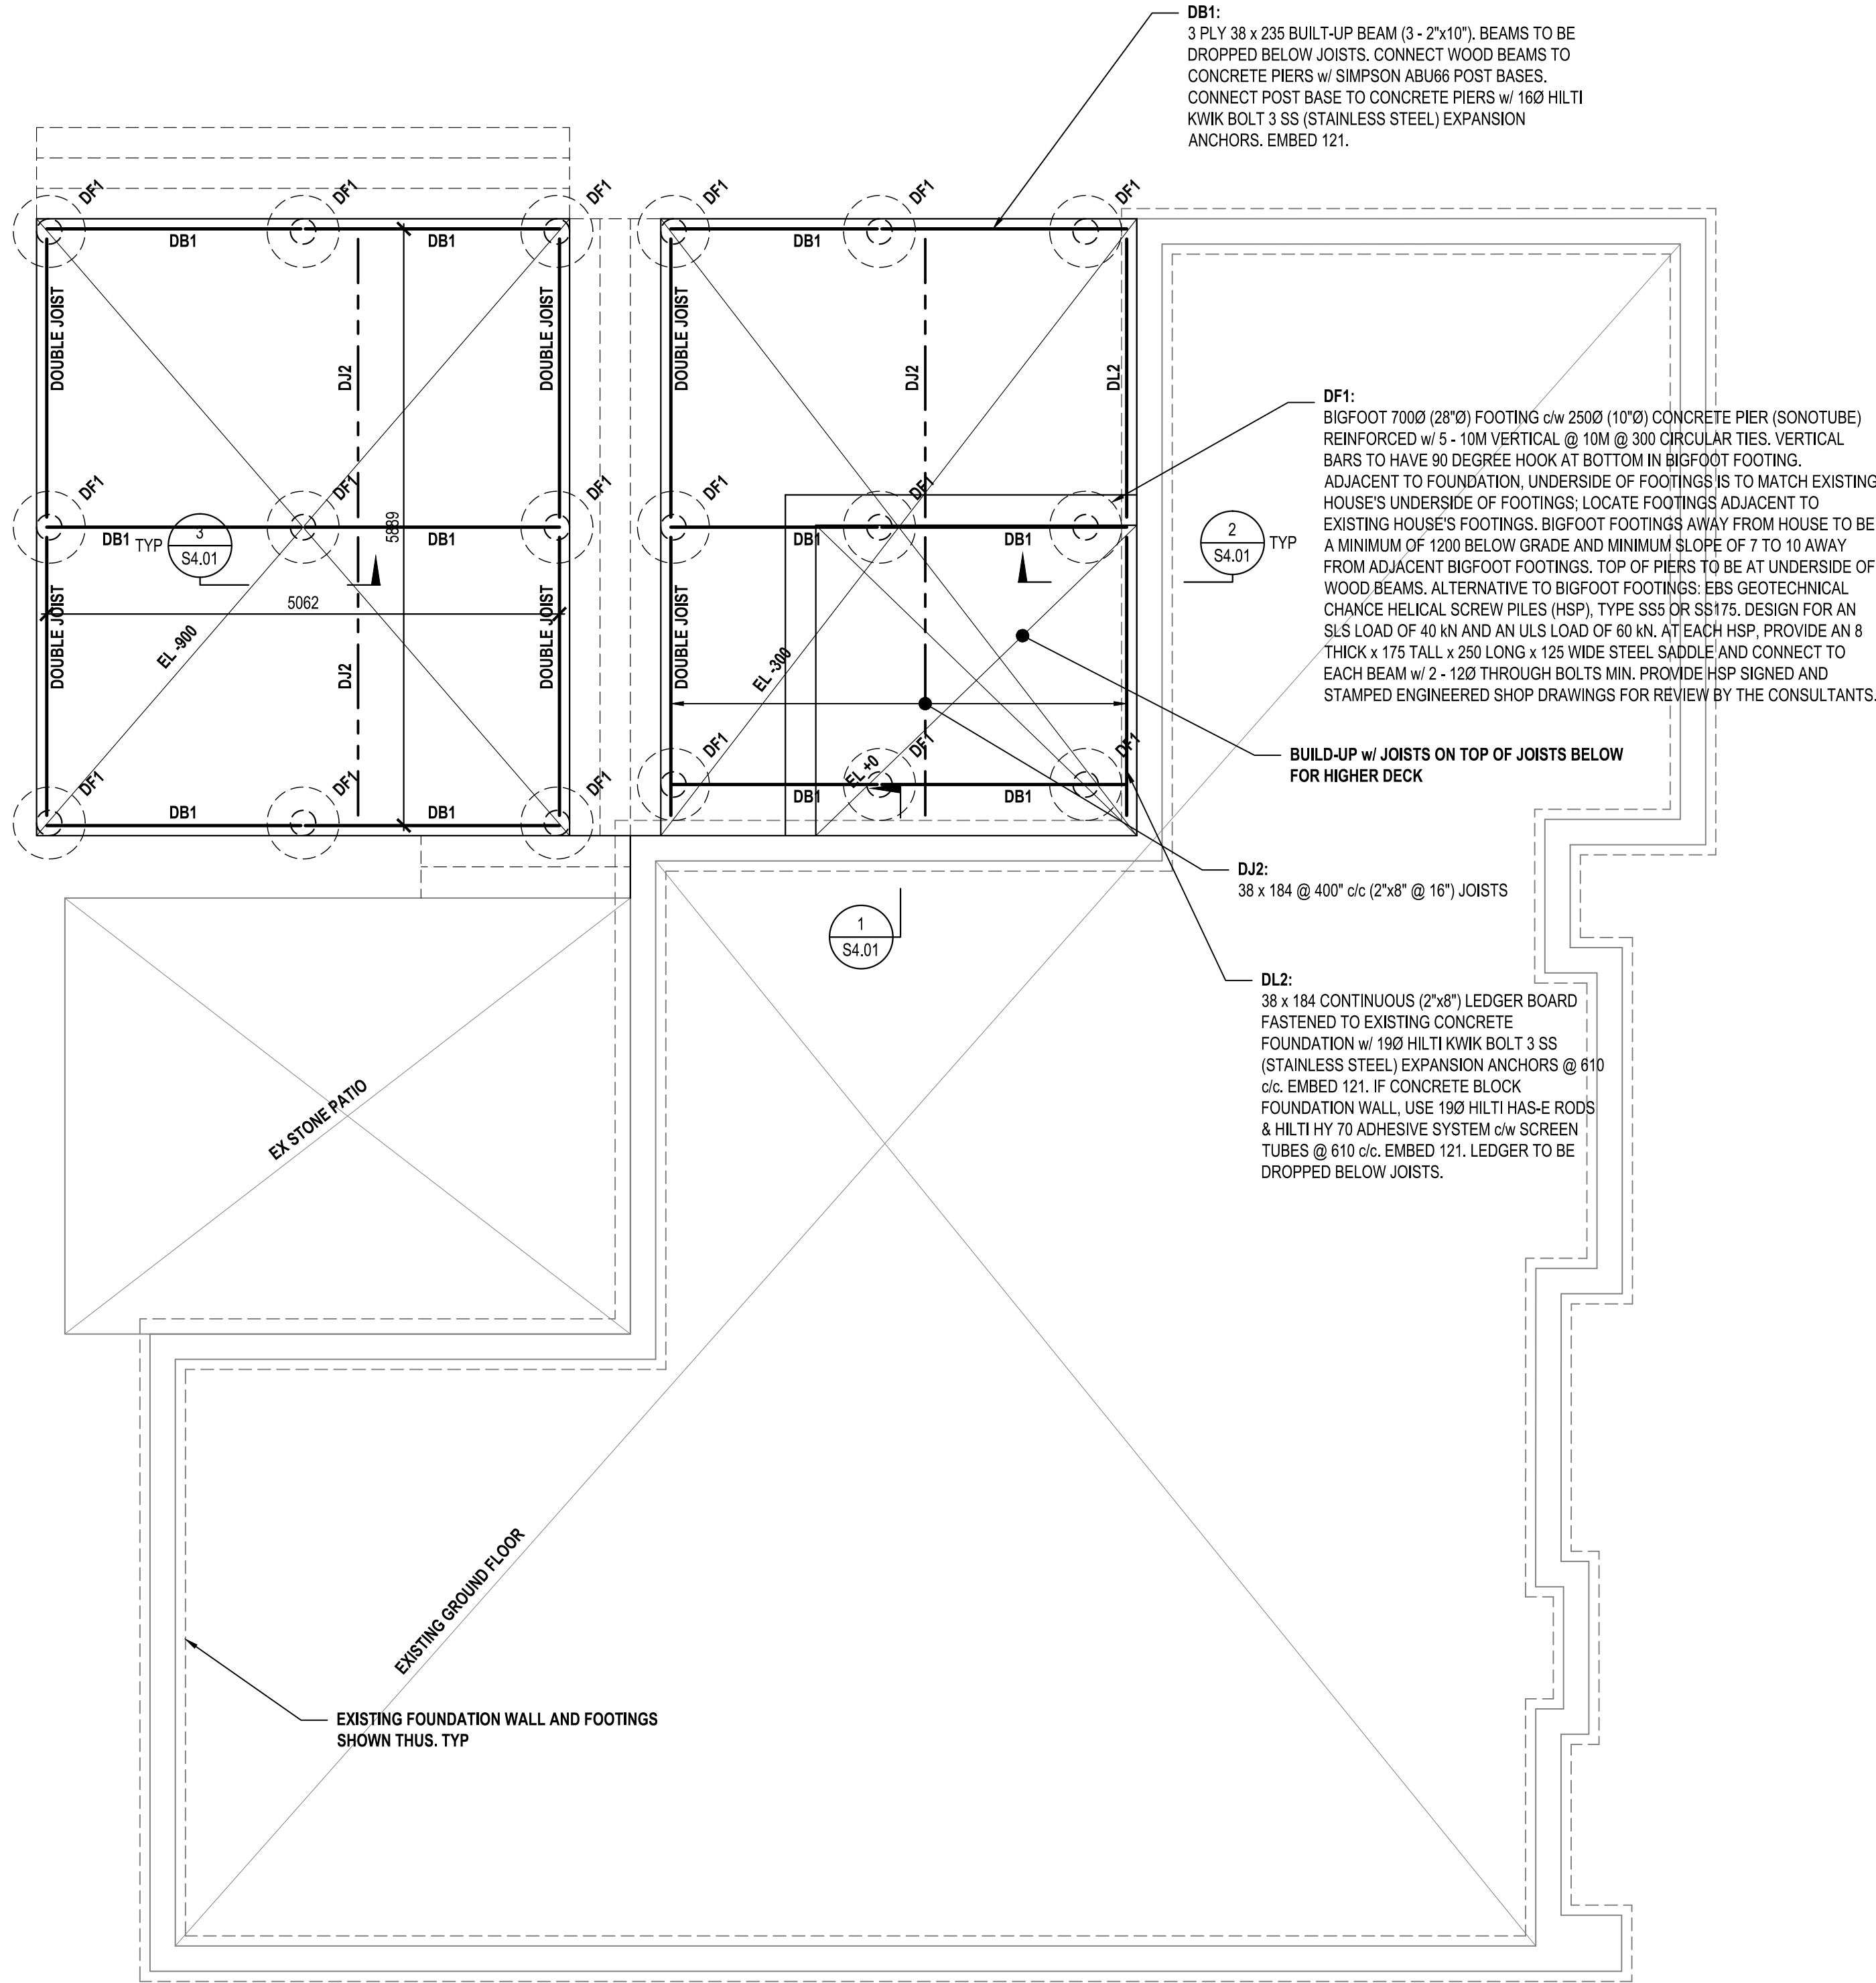 DB1:
3 PLY 38 x 235 BUILT-UP BEAM (3 - 2"x10"). BEAMS TO BE
DROPPED BELOW JOISTS. CONNECT WOOD BEAMS TO
CONCRETE PIERS w/ SIMPSON ABU66 POST BASES.
CONNECT POST BASE TO CONCRETE PIERS w/ 16Ø HILTI
KWIK BOLT 3 SS (STAINLESS STEEL) EXPANSION
ANCHORS. EMBED 121.
DF1
DF1
DF1
DF1
DF1
DF1
DB1
DB1
DB1
DOUBLE JOIST
DJ2
DOUBLE JOIST
DOUBLE JOIST
DJ2
DL2
DF1
DF1
DF1
DF1
DF1
DB1
TYP
3
S4.01
5889
DB1
DB1
DB1
2
S4.01
TYP
DOUBLE JOIST
5062
EL -900
DJ2
DOUBLE JOIST
DOUBLE JOIST
EL -300
DF1
DF1
DF1
DF1
DF1
DF1
EL +0
DB1
DB1
DB1
DB1
DF1:
BIGFOOT 700Ø (28"Ø) FOOTING c/w 250Ø (10"Ø) CONCRETE PIER (SONOTUBE)
REINFORCED w/ 5 - 10M VERTICAL @ 10M @ 300 CIRCULAR TIES. VERTICAL
BARS TO HAVE 90 DEGREE HOOK AT BOTTOM IN BIGFOOT FOOTING.
ADJACENT TO FOUNDATION, UNDERSIDE OF FOOTINGS IS TO MATCH EXISTING
HOUSE'S UNDERSIDE OF FOOTINGS; LOCATE FOOTINGS ADJACENT TO
EXISTING HOUSE'S FOOTINGS. BIGFOOT FOOTINGS AWAY FROM HOUSE TO BE
A MINIMUM OF 1200 BELOW GRADE AND MINIMUM SLOPE OF 7 TO 10 AWAY
FROM ADJACENT BIGFOOT FOOTINGS. TOP OF PIERS TO BE AT UNDERSIDE OF
WOOD BEAMS. ALTERNATIVE TO BIGFOOT FOOTINGS: EBS GEOTECHNICAL
CHANCE HELICAL SCREW PILES (HSP), TYPE SS5 OR SS175. DESIGN FOR AN
SLS LOAD OF 40 kN AND AN ULS LOAD OF 60 kN. AT EACH HSP, PROVIDE AN 8
THICK x 175 TALL x 250 LONG x 125 WIDE STEEL SADDLE AND CONNECT TO
EACH BEAM w/ 2 - 12Ø THROUGH BOLTS MIN. PROVIDE HSP SIGNED AND
STAMPED ENGINEERED SHOP DRAWINGS FOR REVIEW BY THE CONSULTANTS.
BUILD-UP w/ JOISTS ON TOP OF JOISTS BELOW
FOR HIGHER DECK
DJ2:
38 x 184 @ 400" c/c (2"x8" @ 16") JOISTS
1
S4.01
DL2:
38 x 184 CONTINUOUS (2"x8") LEDGER BOARD
FASTENED TO EXISTING CONCRETE
FOUNDATION w/ 19Ø HILTI KWIK BOLT 3 SS
(STAINLESS STEEL) EXPANSION ANCHORS @ 610
c/c. EMBED 121. IF CONCRETE BLOCK
FOUNDATION WALL, USE 19Ø HILTI HAS-E RODS
& HILTI HY 70 ADHESIVE SYSTEM c/w SCREEN
TUBES @ 610 c/c. EMBED 121. LEDGER TO BE
DROPPED BELOW JOISTS.
EX STONE PATIO
EXISTING GROUND FLOOR
EXISTING FOUNDATION WALL AND FOOTINGS
SHOWN THUS. TYP